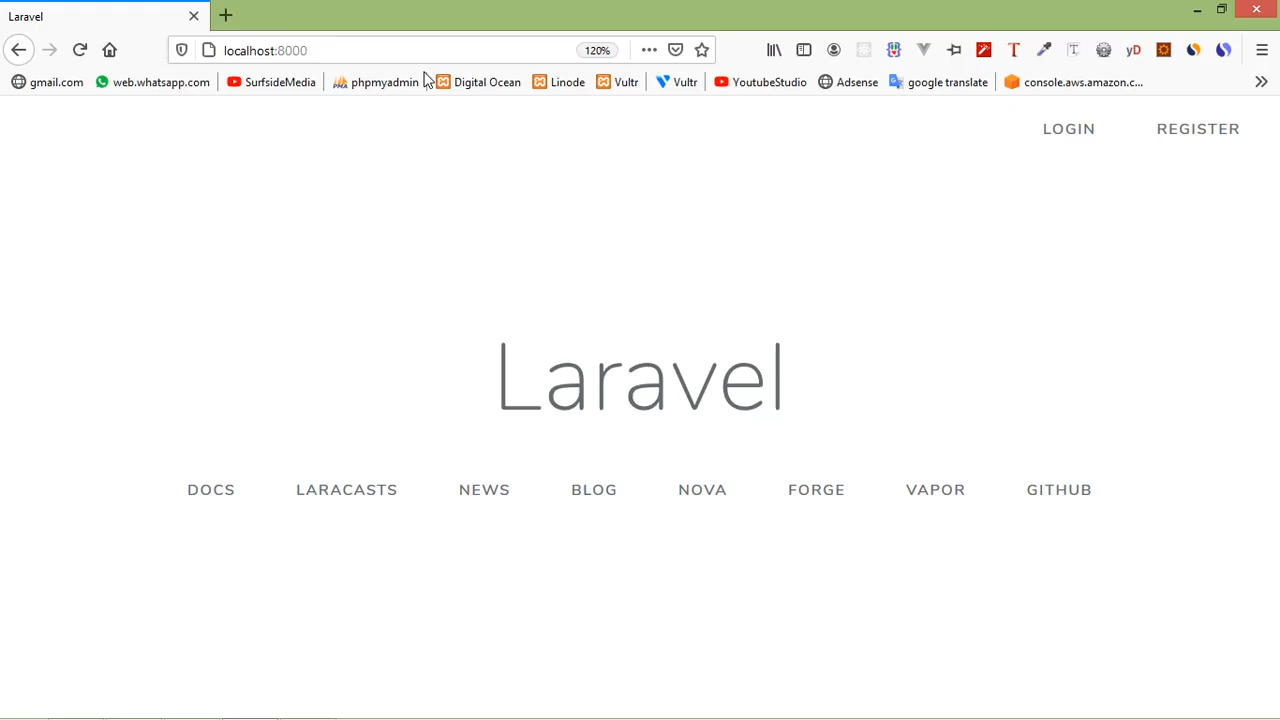 Laravel
localhost:8000 120%
gmail.com web.whatsapp.com SurfsideMedia phpmyadmin Digital Ocean Linode Vultr Vultr YoutubeStudio Adsense google translate console.aws.amazon.c...
LOGIN REGISTER
Laravel
DOCS LARACASTS NEWS BLOG NOVA FORGE VAPOR GITHUB